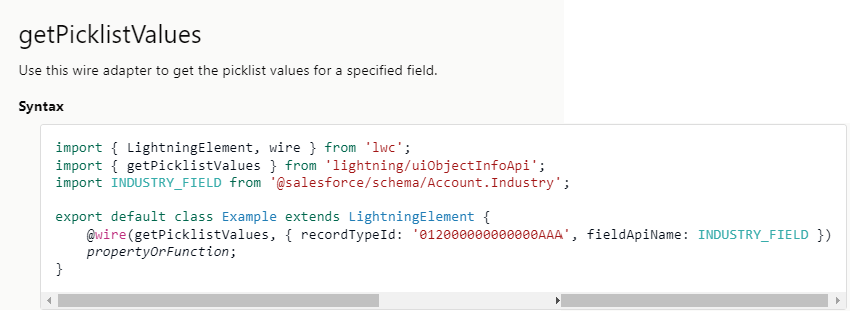 getPicklistValues
Use this wire adapter to get the picklist values for a specified field.
Syntax
import { LightningElement, wire } from 'lwc';
import { getPicklistValues } from 'lightning/uiObjectInfoApi';
import INDUSTRY_FIELD from '@salesforce/schema/Account.Industry';
export default class Example extends LightningElement {
@wire(getPicklistValues, { recordTypeId: '012000000000000AAA', fieldApiName: INDUSTRY_FIELD })
propertyOrFunction;
}